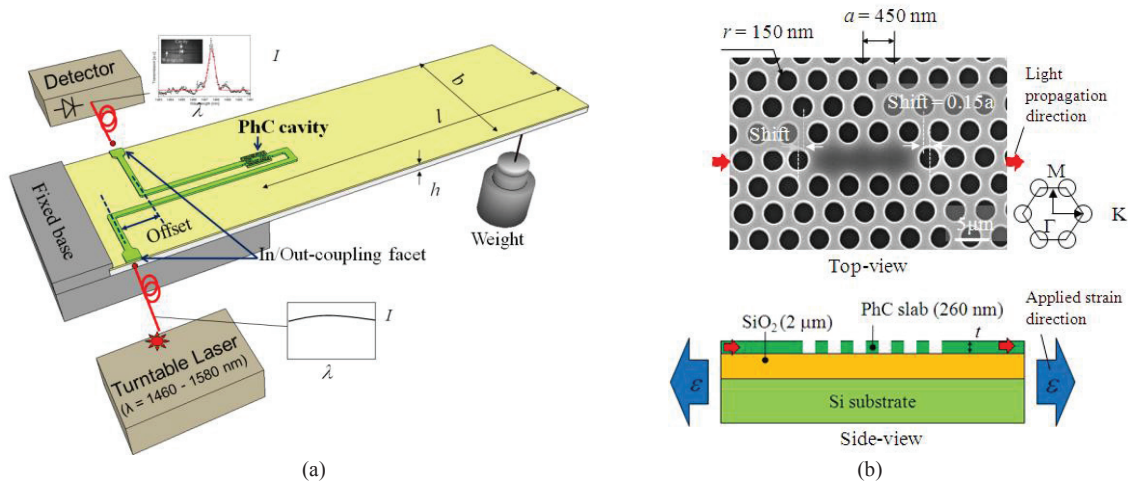 Detector
I
λ
PhC cavity
b
l
h
Fixed base
Offset
In/Out-coupling facet
Weight
I
λ
Turntable Laser
(λ = 1460 - 1580 nm)
(a)
a = 450 nm
r = 150 nm
Shift = 0.15a
Shift
Light
propagation
direction
M
K
Γ
5μm
Top-view
SiO2 (2 μm)
PhC slab (260 nm)
Applied strain
direction
t
ε
ε
Si substrate
Side-view
(b)